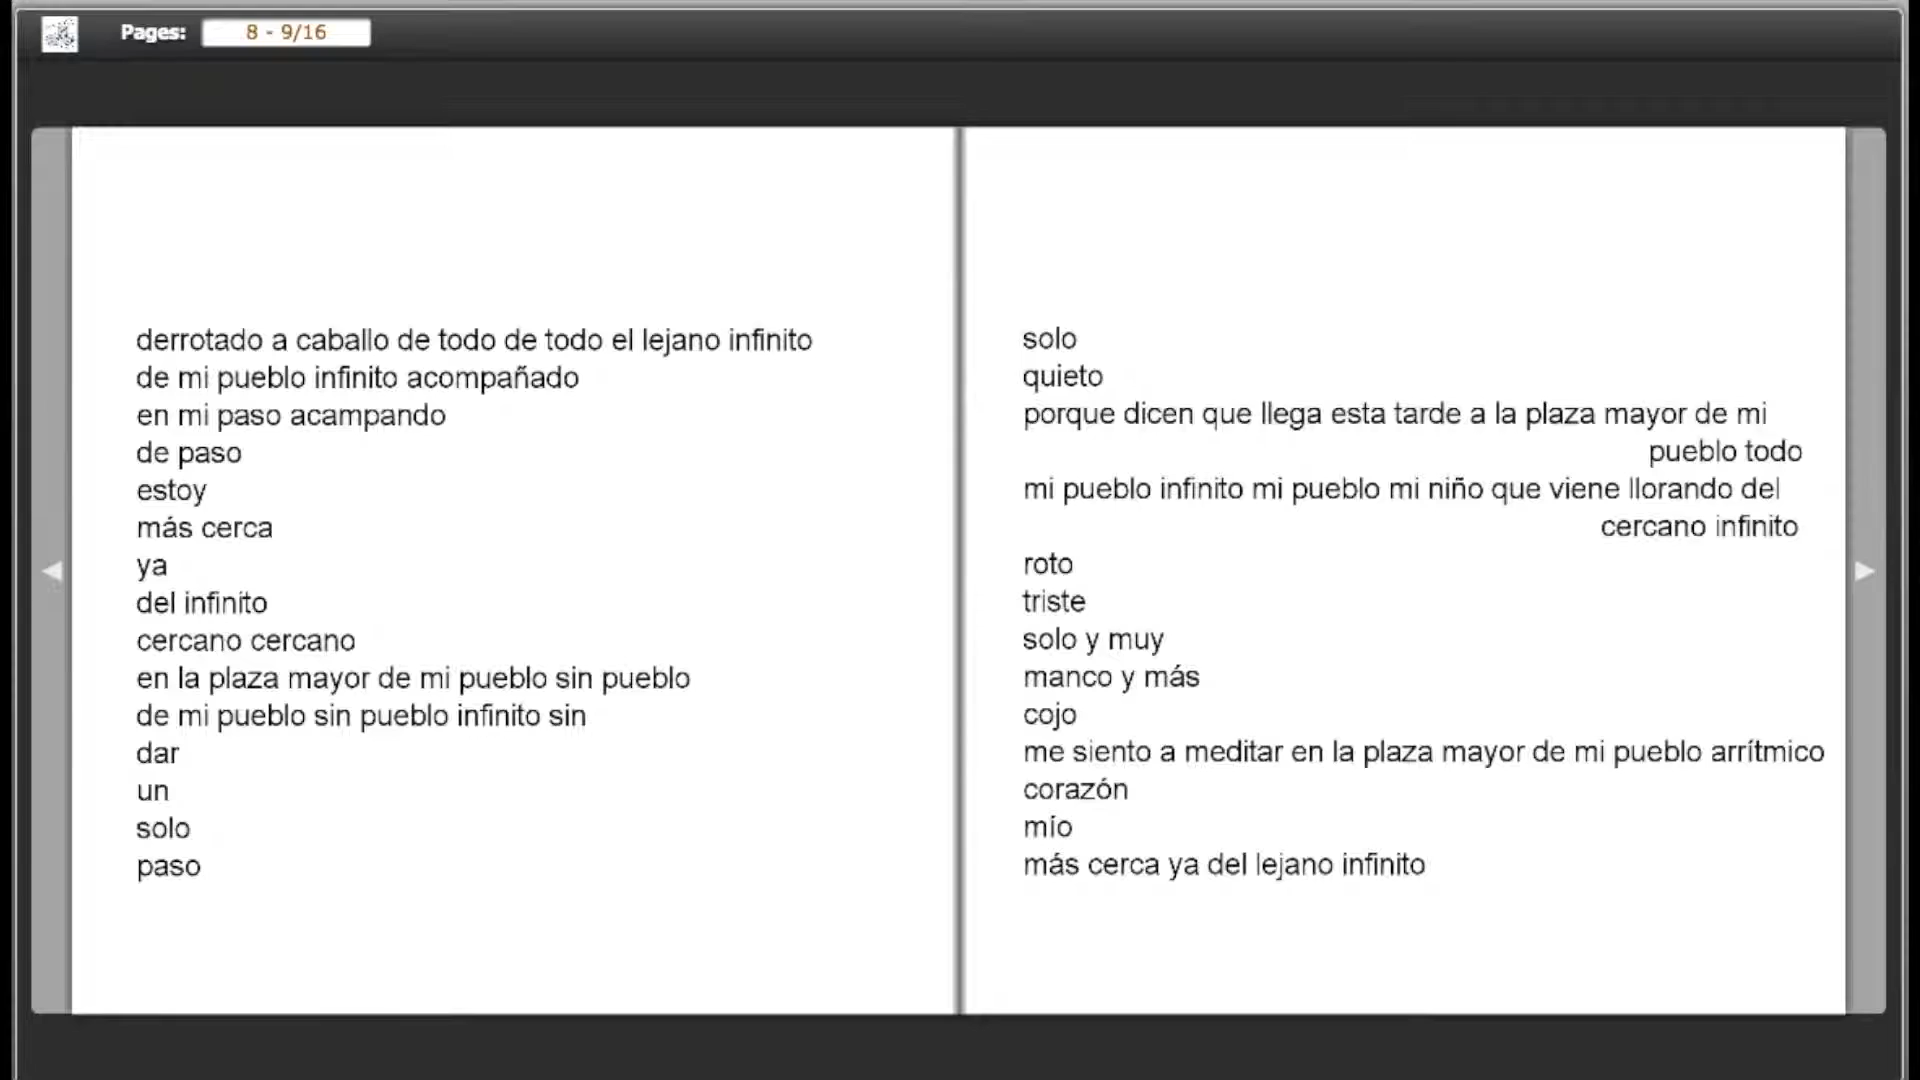 Pages: 8 - 9/16
derrotado a caballo de todo de todo el lejano infinito
de mi pueblo infinito acompañado
en mi paso acampando
de paso
estoy
más cerca
ya
del infinito
cercano cercano
en la plaza mayor de mi pueblo sin pueblo
de mi pueblo sin pueblo infinito sin
dar
un
solo
paso
solo
quieto
porque dicen que llega esta tarde a la plaza mayor de mi
pueblo todo
mi pueblo infinito mi pueblo mi niño que viene llorando del
cercano infinito
roto
triste
solo y muy
manco y más
cojo
me siento a meditar en la plaza mayor de mi pueblo arrítmico
corazón
mío
más cerca ya del lejano infinito